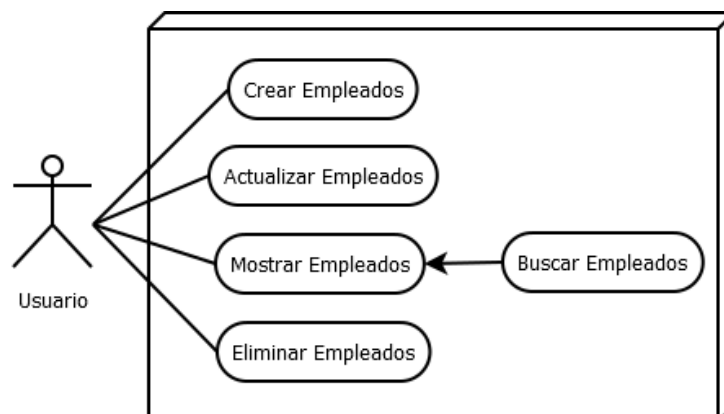 Crear Empleados
Actualizar Empleados
Mostrar Empleados
Buscar Empleados
Usuario
Eliminar Empleados